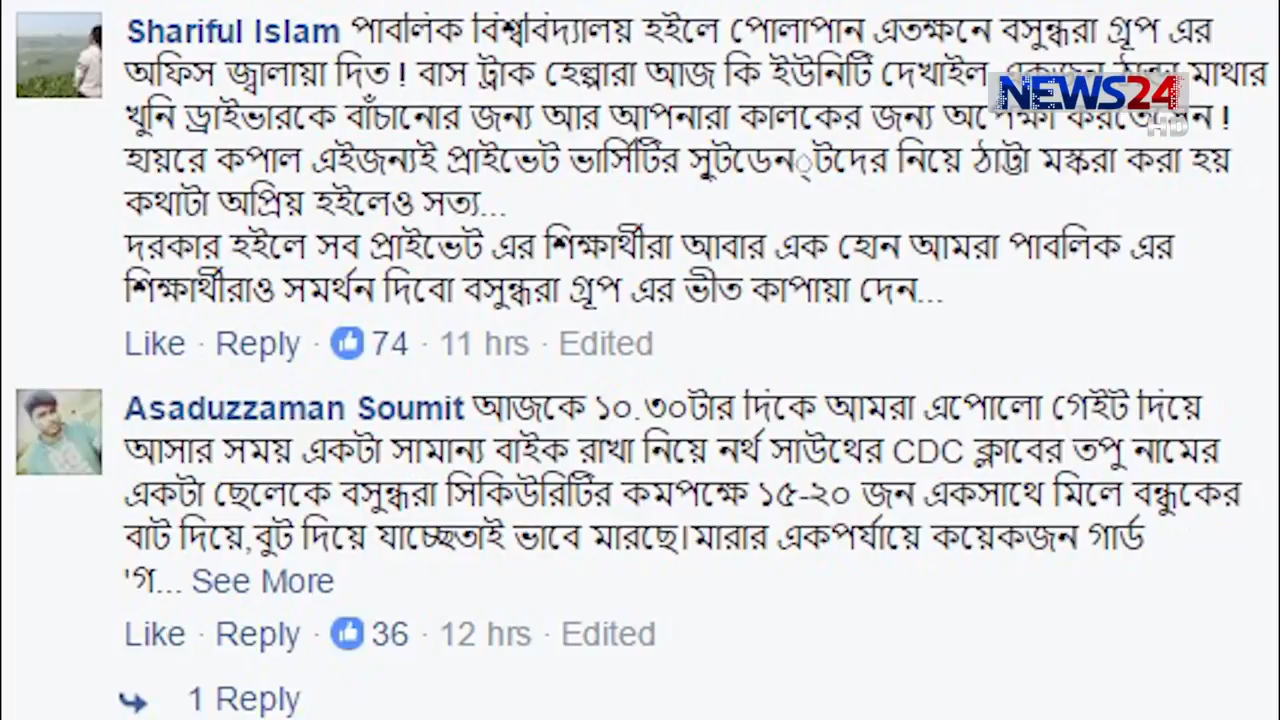 Shariful Islam পাবলিক বিশ্ববিদ্যালয় হইলে পোলাপান এতক্ষনে বসুন্ধরা গ্রূপ এর
অফিস জ্বালায়া দিত ! বাস ট্রাক হেল্পারা আজ কি ইউনিটি দেখাইল একজন ঠান্ডা মাথার
খুনি ড্রাইভারকে বাঁচানোর জন্য আর আপনারা কালকের জন্য অপেক্ষা করতেছেন !
হায়রে কপাল এইজন্যই প্রাইভেট ভার্সিটির সূুটডেন্টদের নিয়ে ঠাট্টা মস্করা করা হয়
কথাটা অপ্রিয় হইলেও সত্য...
দরকার হইলে সব প্রাইভেট এর শিক্ষার্থীরা আবার এক হোন আমরা পাবলিক এর
শিক্ষার্থীরাও সমর্থন দিবো বসুন্ধরা গ্রূপ এর ভীত কাপায়া দেন...
Like · Reply · 74 · 11 hrs · Edited
Asaduzzaman Soumit আজকে ১০.৩০টার দিকে আমরা এপোলো গেইট দিয়ে
আসার সময় একটা সামান্য বাইক রাখা নিয়ে নর্থ সাউথের CDC ক্লাবের তপু নামের
একটা ছেলেকে বসুন্ধরা সিকিউরিটির কমপক্ষে ১৫-২০ জন একসাথে মিলে বন্ধুকের
বাট দিয়ে,বুট দিয়ে যাচ্ছেতাই ভাবে মারছে।মারার একপর্যায়ে কয়েকজন গার্ড
'গ... See More
Like · Reply · 36 · 12 hrs · Edited
1 Reply
NEWS24
HD